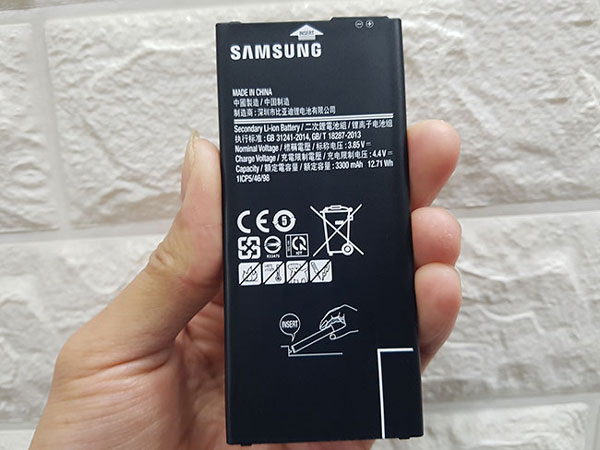 INSERT
SAMSUNG
MADE IN CHINA
中國製造 / 中国制造
制造商：深圳市比亚迪锂电池有限公司
Secondary Li-ion Battery / 二次鋰電池組 / 锂离子电池组
执行标准: GB 31241-2014, GB/T 18287-2013
Nominal Voltage / 標稱電壓 / 标称电压 : 3.85 V⎓
Charge Voltage / 充電限制電壓 / 充电限制电压 : 4.4 V⎓
Capacity / 額定電容量 / 额定容量 : 3300 mAh 12.71 Wh
1ICP5/46/98
5
R33475
INSERT